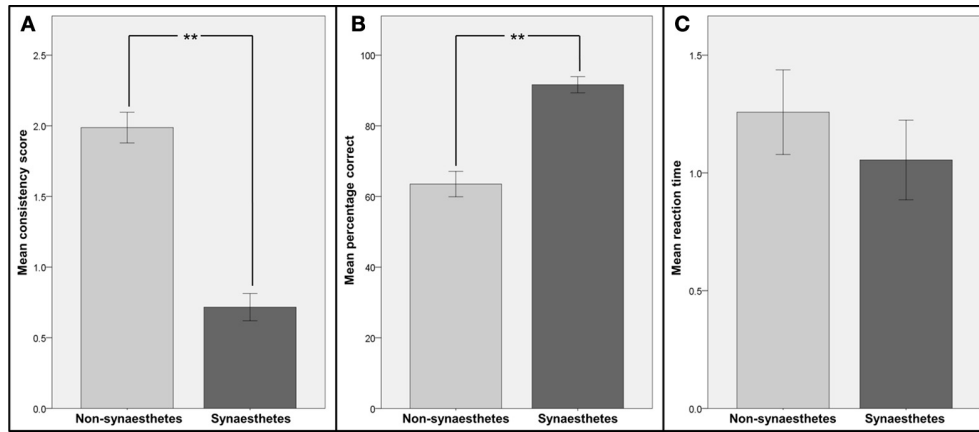 A
Mean consistency score
2.5
2.0
1.5
1.0
0.5
0.0
**
Non-synaesthetes Synaesthetes
B
Mean percentage correct
100
80
60
40
20
0
**
Non-synaesthetes Synaesthetes
C
Mean reaction time
1.5
1.0
0.5
0.0
Non-synaesthetes Synaesthetes